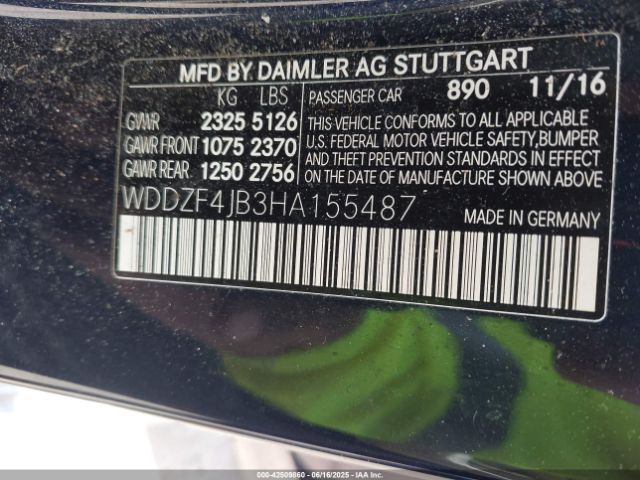 MFD BY DAIMLER AG STUTTGART
KG LBS
GVWR 2325 5126
GAWR FRONT 1075 2370
GAWR REAR 1250 2756
PASSENGER CAR 890 11/16
THIS VEHICLE CONFORMS TO ALL APPLICABLE
U.S. FEDERAL MOTOR VEHICLE SAFETY,BUMPER
AND THEFT PREVENTION STANDARDS IN EFFECT
ON THE DATE OF MANUFACTURE SHOWN ABOVE.
WDDZF4JB3HA155487
MADE IN GERMANY
000-42509860 - 06/16/2025 - IAAI.COM